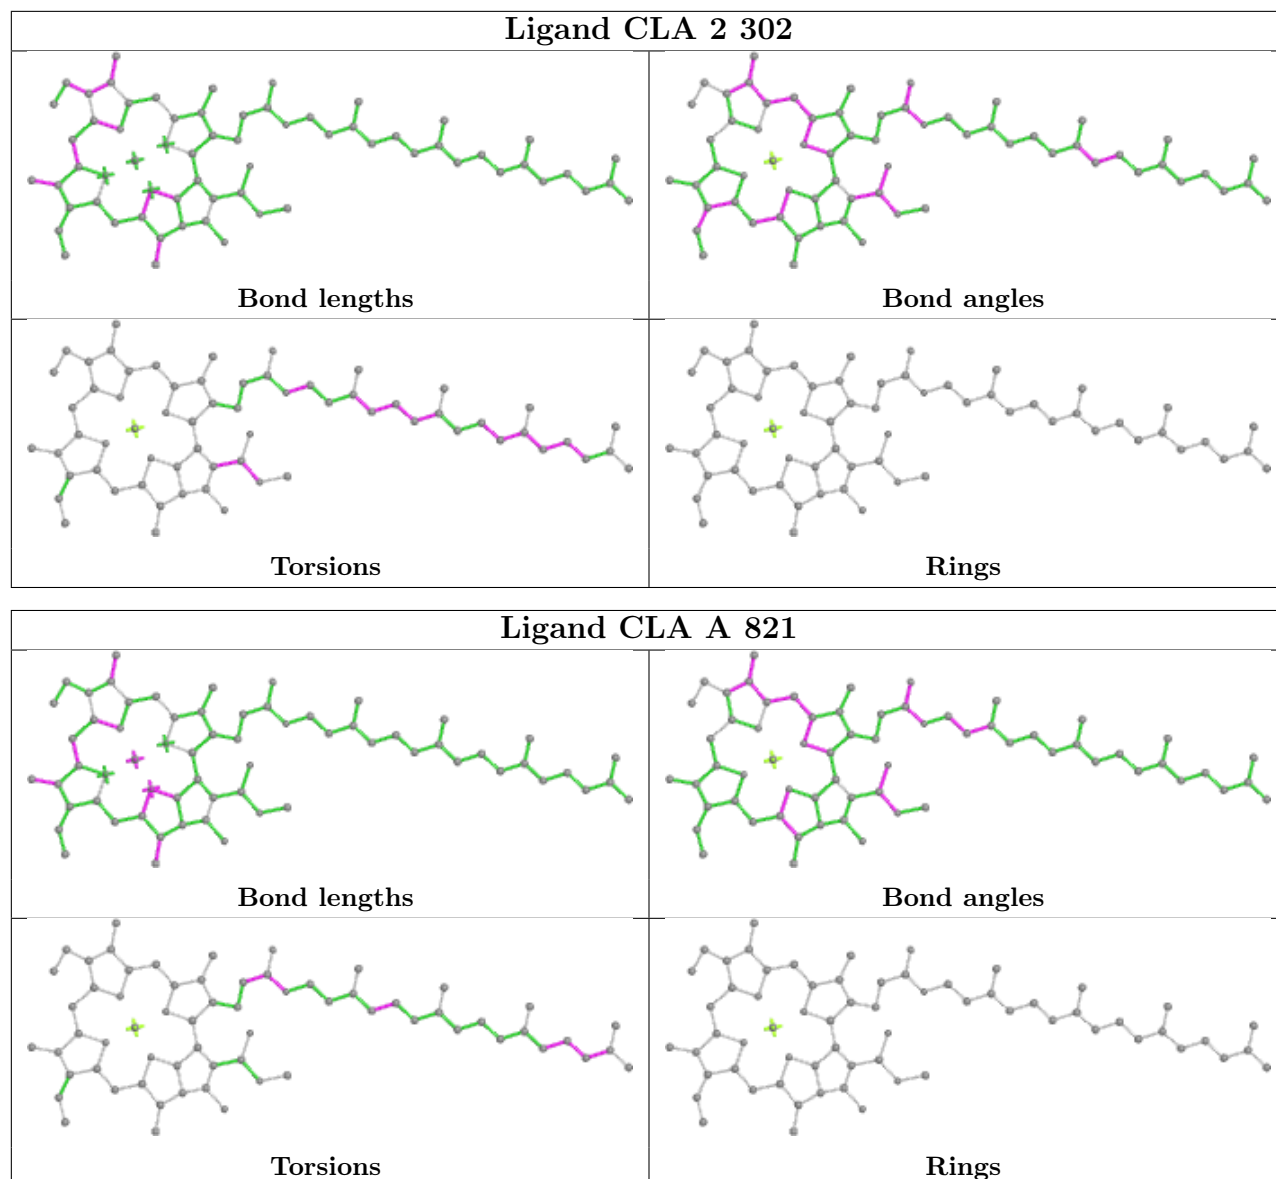 Ligand CLA 2 302
Bond lengths
Bond angles
Torsions
Rings
Ligand CLA A 821
Bond lengths
Bond angles
Torsions
Rings